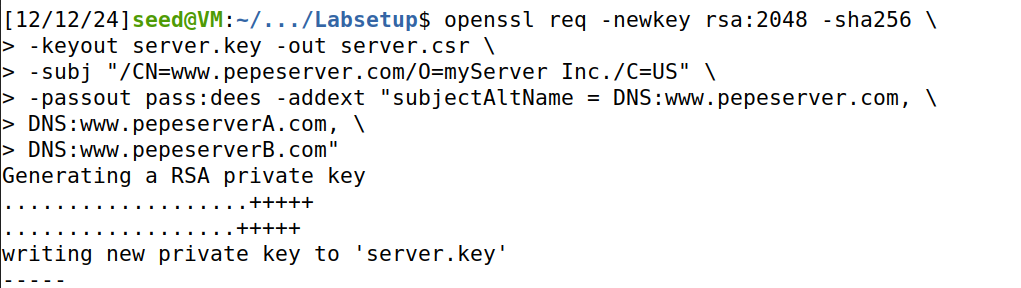 [12/12/24]seed@VM:~/.../Labsetup$ openssl req -newkey rsa:2048 -sha256 \
> -keyout server.key -out server.csr \
> -subj "/CN=www.pepeserver.com/O=myServer Inc./C=US" \
> -passout pass:dees -addext "subjectAltName = DNS:www.pepeserver.com, \
> DNS:www.pepeserverA.com, \
> DNS:www.pepeserverB.com"
Generating a RSA private key
...................+++++
..................+++++
writing new private key to 'server.key'
-----